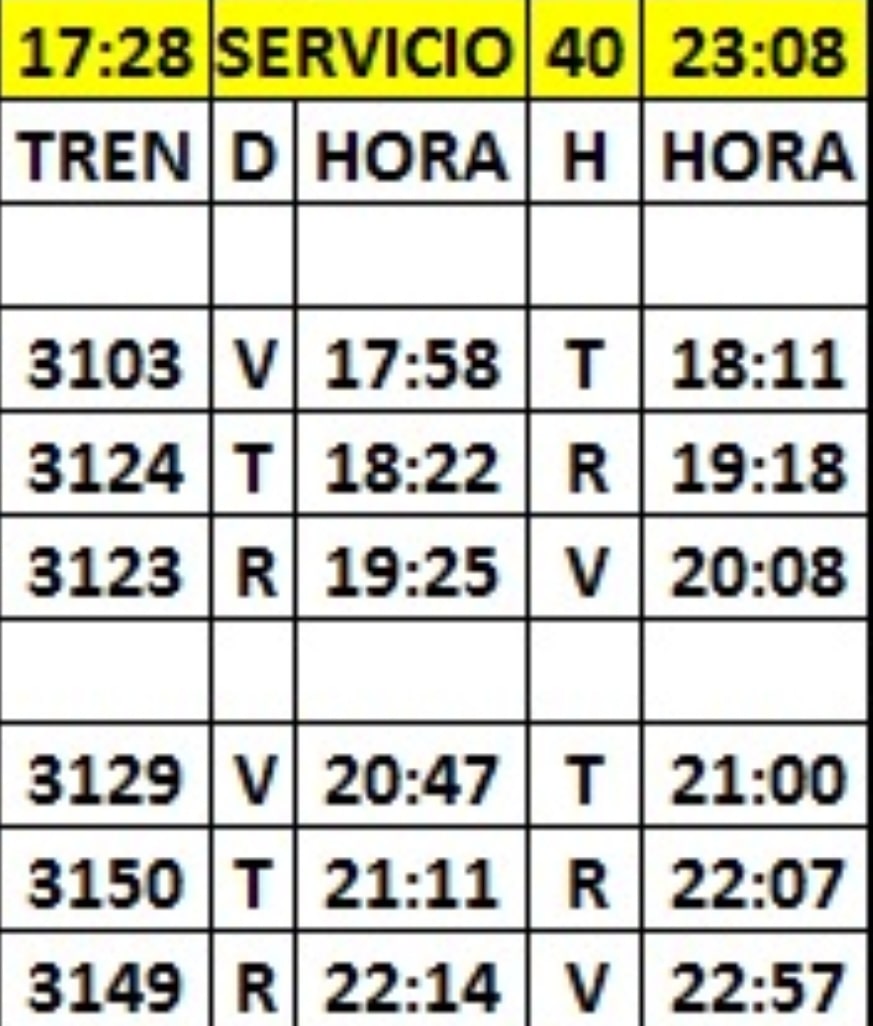 17:28 SERVICIO 40 23:08
TREN D HORA H HORA
3103 V 17:58 T 18:11
3124 T 18:22 R 19:18
3123 R 19:25 V 20:08
3129 V 20:47 T 21:00
3150 T 21:11 R 22:07
3149 R 22:14 V 22:57